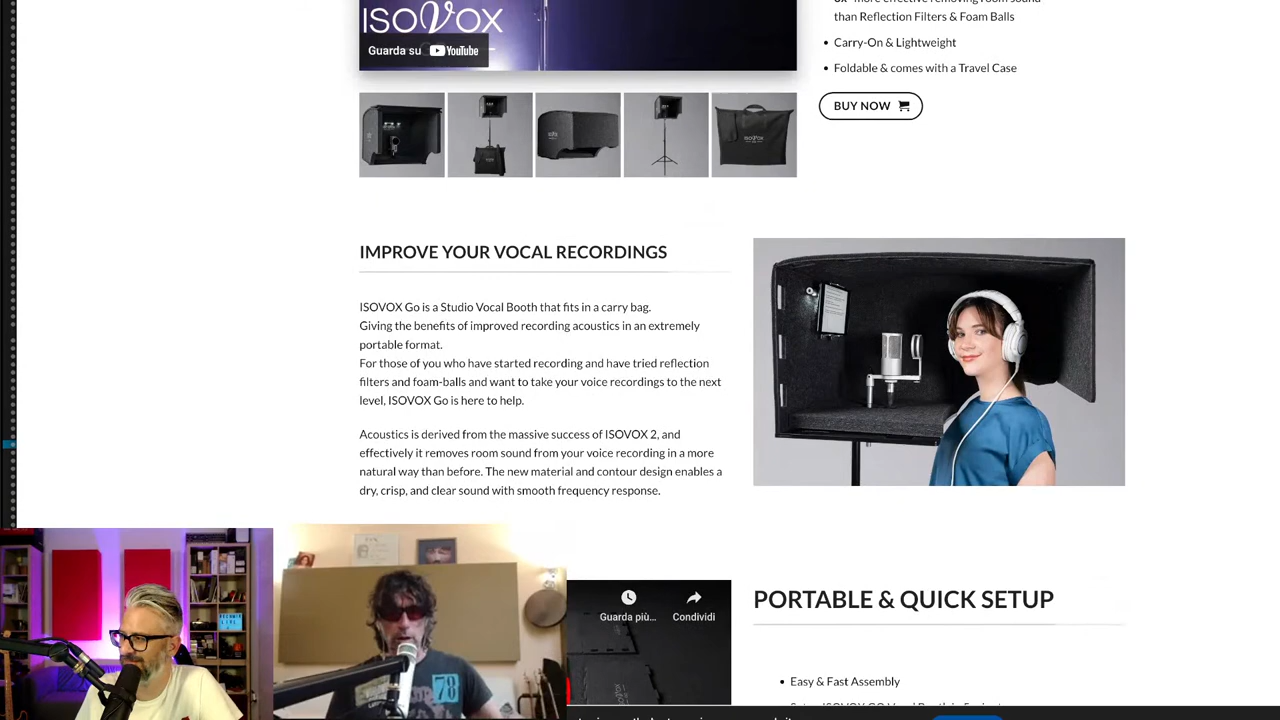 ISOVOX
Guarda su YouTube
than Reflection Filters & Foam Balls
• Carry-On & Lightweight
• Foldable & comes with a Travel Case
BUY NOW
IMPROVE YOUR VOCAL RECORDINGS
ISOVOX Go is a Studio Vocal Booth that fits in a carry bag.
Giving the benefits of improved recording acoustics in an extremely
portable format.
For those of you who have started recording and have tried reflection
filters and foam-balls and want to take your voice recordings to the next
level, ISOVOX Go is here to help.
Acoustics is derived from the massive success of ISOVOX 2, and
effectively it removes room sound from your voice recording in a more
natural way than before. The new material and contour design enables a
dry, crisp, and clear sound with smooth frequency response.
Guarda più...
Condividi
PORTABLE & QUICK SETUP
• Easy & Fast Assembly
78